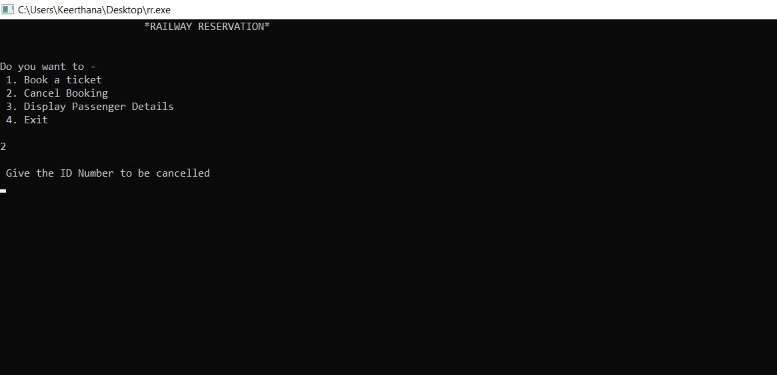 C:\Users\Keerthana\Desktop\rr.exe
*RAILWAY RESERVATION*
Do you want to -
1. Book a ticket
2. Cancel Booking
3. Display Passenger Details
4. Exit
2
Give the ID Number to be cancelled